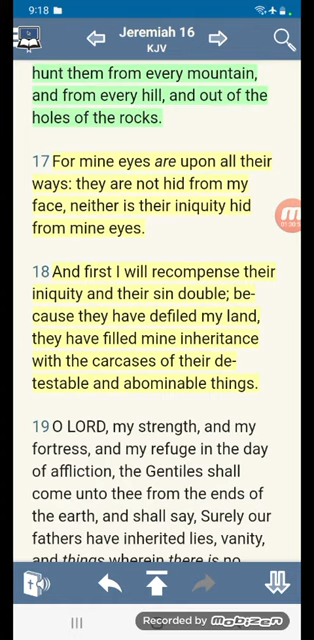 9:18
Jeremiah 16
KJV
hunt them from every mountain,
and from every hill, and out of the
holes of the rocks.
17 For mine eyes are upon all their
ways: they are not hid from my
face, neither is their iniquity hid
from mine eyes.
18 And first I will recompense their
iniquity and their sin double; be-
cause they have defiled my land,
they have filled mine inheritance
with the carcases of their de-
testable and abominable things.
19 O LORD, my strength, and my
fortress, and my refuge in the day
of affliction, the Gentiles shall
come unto thee from the ends of
the earth, and shall say, Surely our
fathers have inherited lies, vanity,
and things wherein there is no
Recorded by mobizen